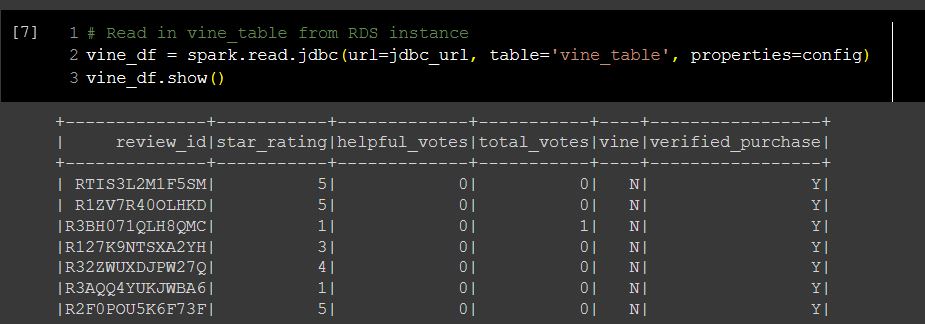 [7] 1 # Read in vine_table from RDS instance
2 vine_df = spark.read.jdbc(url=jdbc_url, table='vine_table', properties=config)
3 vine_df.show()
+--------------+-----------+-------------+-----------+----+-----------------+
|     review_id|star_rating|helpful_votes|total_votes|vine|verified_purchase|
+--------------+-----------+-------------+-----------+----+-----------------+
| RTIS3L2M1F5SM|          5|            0|          0|   N|                Y|
| R1ZV7R40OLHKD|          5|            0|          0|   N|                Y|
|R3BH071QLH8QMC|          1|            0|          1|   N|                Y|
|R127K9NTSXA2YH|          3|            0|          0|   N|                Y|
|R32ZWUXDJPW27Q|          4|            0|          0|   N|                Y|
|R3AQQ4YUKJWBA6|          1|            0|          0|   N|                Y|
|R2F0POU5K6F73F|          5|            0|          0|   N|                Y|